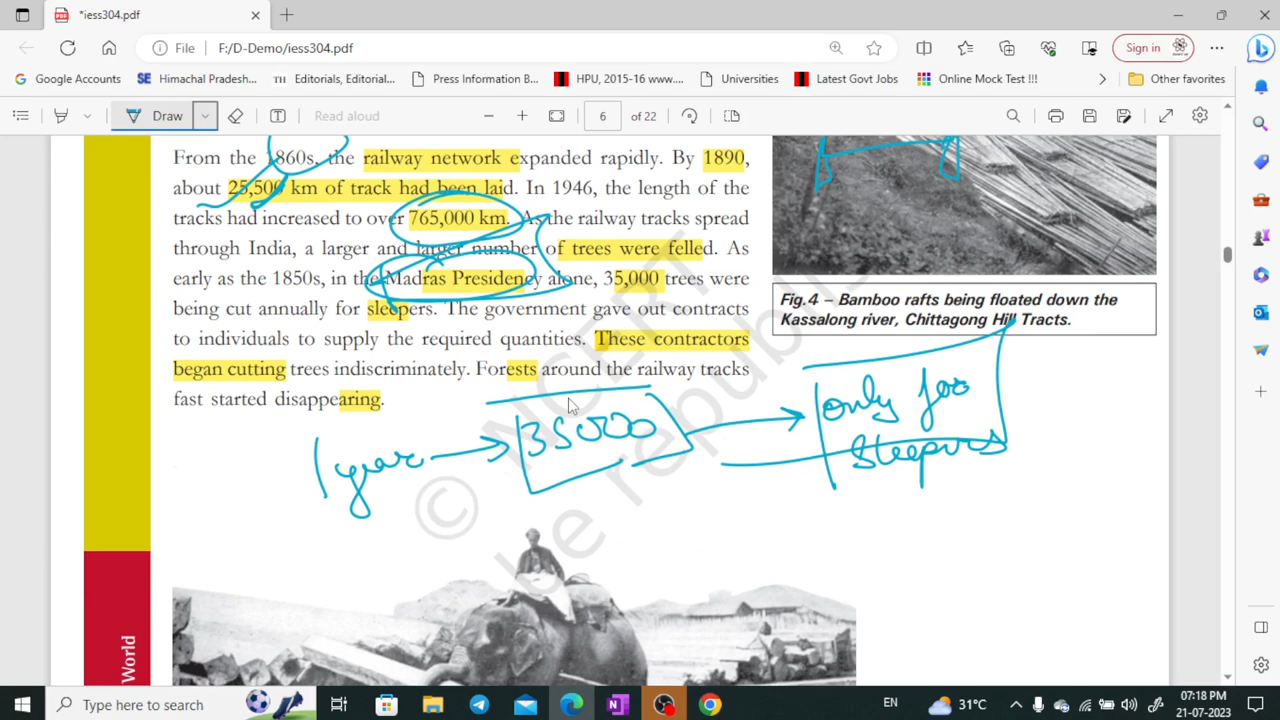 *iess304.pdf
File F:/D-Demo/iess304.pdf
Sign in
Google Accounts
SE Himachal Pradesh...
TH Editorials, Editorial...
Press Information B...
HPU, 2015-16 www....
Universities
Latest Govt Jobs
Online Mock Test !!!
Other favorites
Draw
Read aloud
6 of 22
From the 1860s, the railway network expanded rapidly. By 1890,
about 25,500 km of track had been laid. In 1946, the length of the
tracks had increased to over 765,000 km. As the railway tracks spread
through India, a larger and larger number of trees were felled. As
early as the 1850s, in the Madras Presidency alone, 35,000 trees were
being cut annually for sleepers. The government gave out contracts
to individuals to supply the required quantities. These contractors
began cutting trees indiscriminately. Forests around the railway tracks
fast started disappearing.
Fig.4 – Bamboo rafts being floated down the
Kassalong river, Chittagong Hill Tracts.
1 year
35000
only for
sleepers
© NCERT
be republis
World
Type here to search
EN
31°C
07:18 PM
21-07-2023